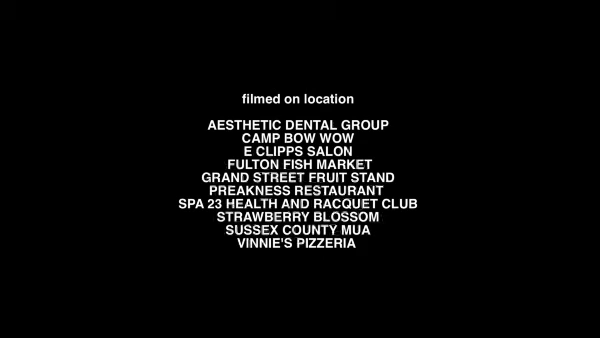 filmed on location
AESTHETIC DENTAL GROUP
CAMP BOW WOW
E CLIPPS SALON
FULTON FISH MARKET
GRAND STREET FRUIT STAND
PREAKNESS RESTAURANT
SPA 23 HEALTH AND RACQUET CLUB
STRAWBERRY BLOSSOM
SUSSEX COUNTY MUA
VINNIE'S PIZZERIA